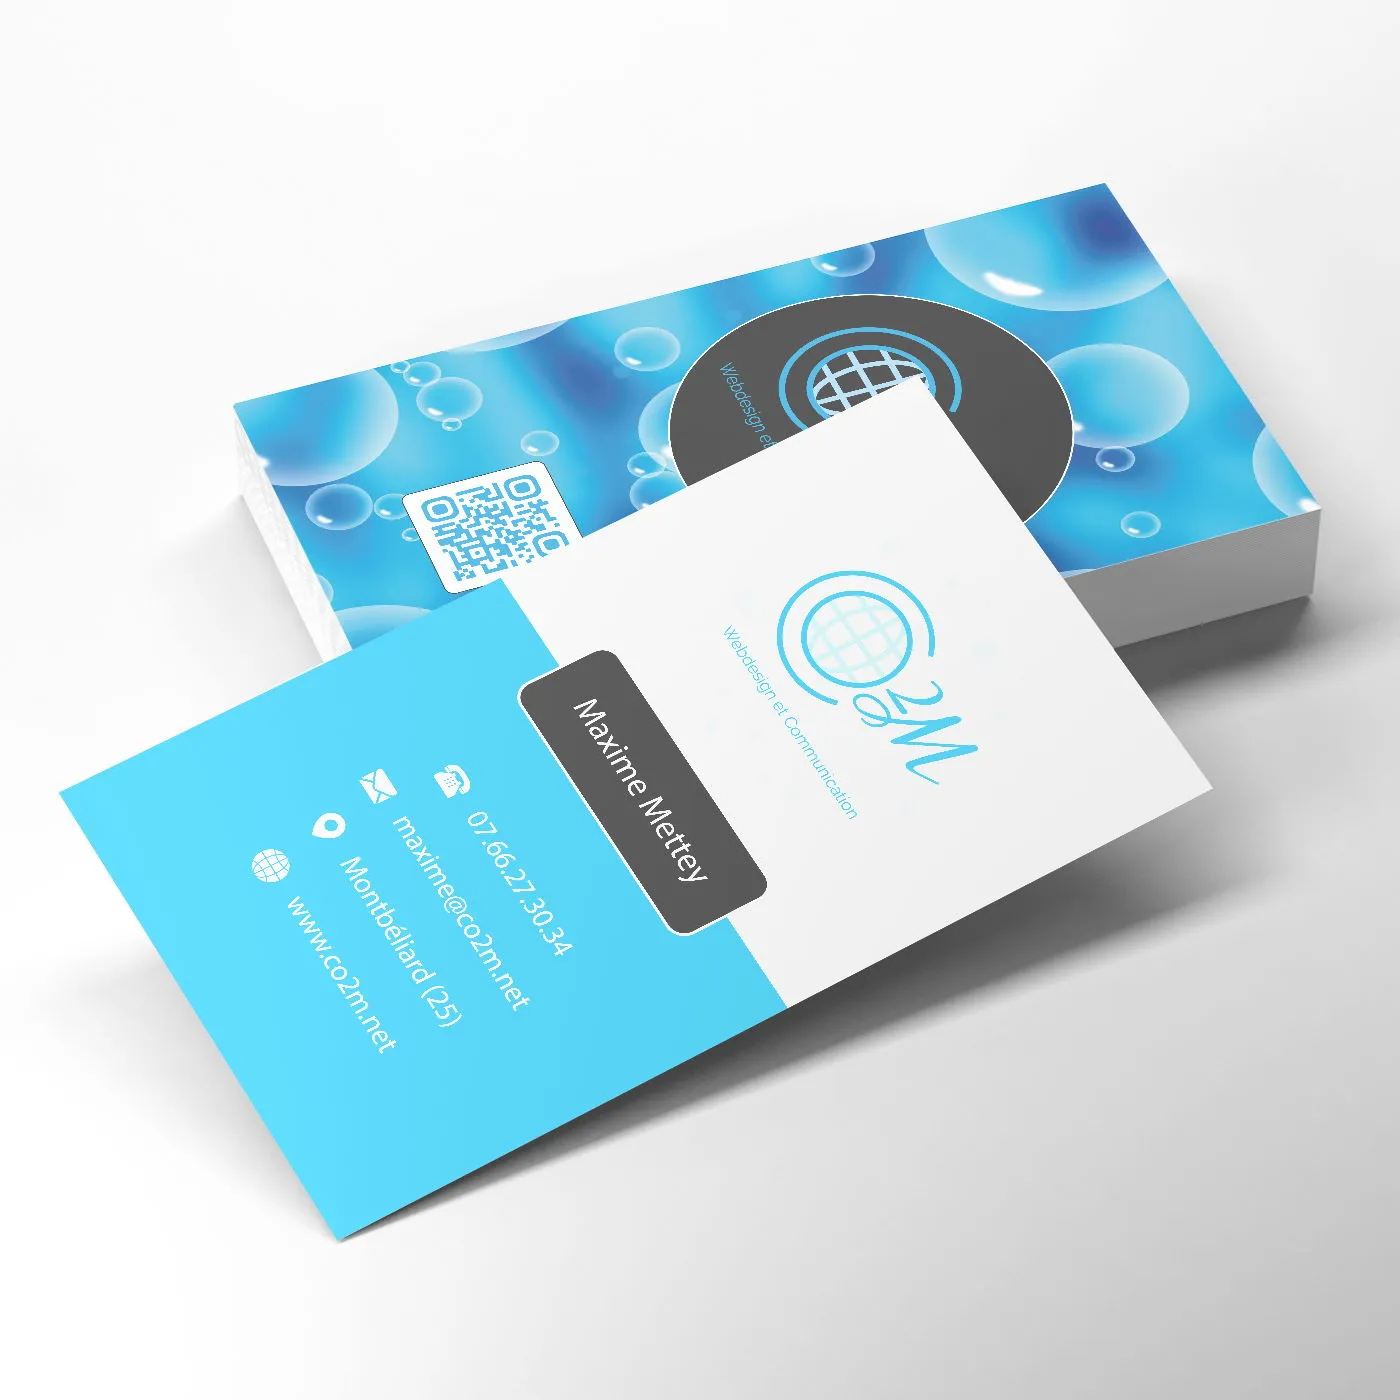 Webdesign et
C2M
Webdesign et Communication
Maxime Mettey
07.66.27.30.34
maxime@co2m.net
Montbéliard (25)
www.co2m.net